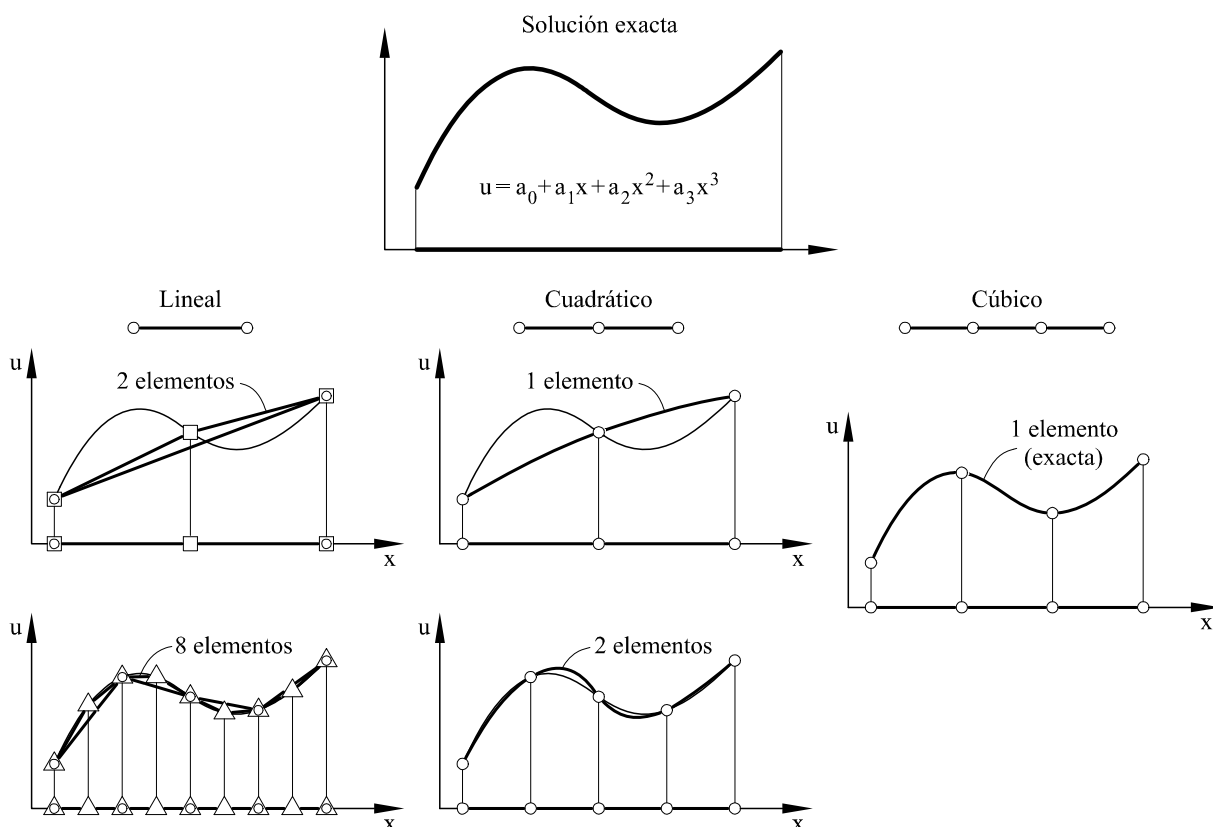 Solución exacta
u = a₀ + a₁x + a₂x² + a₃x³
Lineal
Cuadrático
Cúbico
u
2 elementos
x
u
1 elemento
x
u
1 elemento
(exacta)
x
u
8 elementos
x
u
2 elementos
x